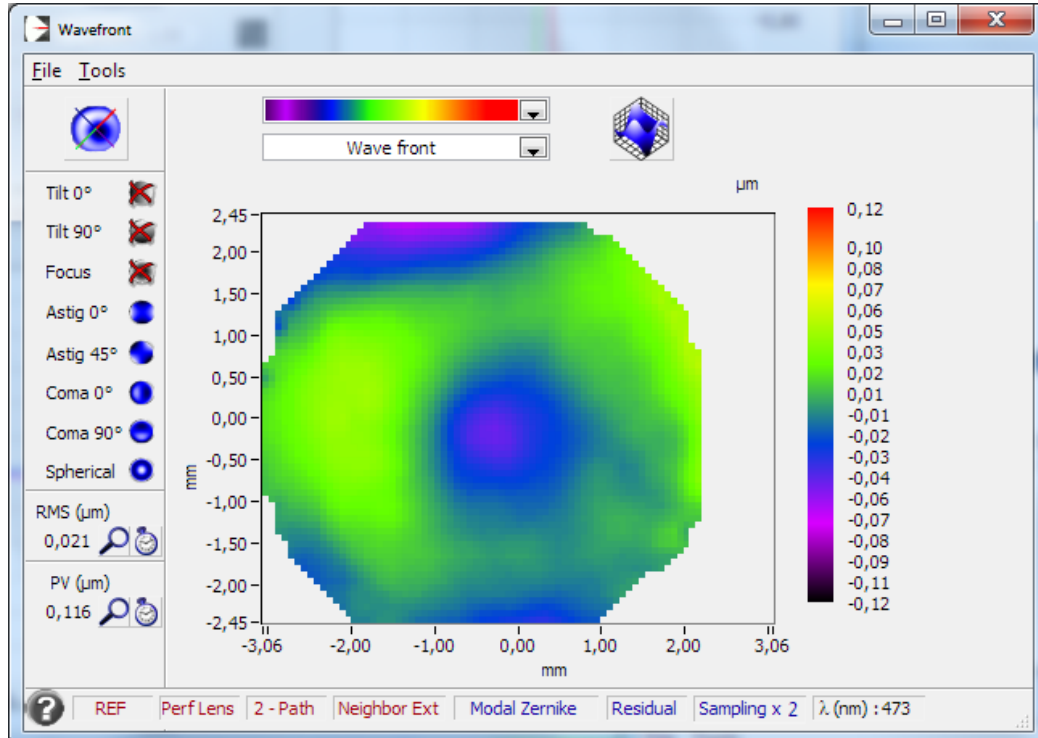 Wavefront
File Tools
Wave front
µm
Tilt 0°
Tilt 90°
Focus
Astig 0°
Astig 45°
Coma 0°
Coma 90°
Spherical
RMS (µm)
0,021
PV (µm)
0,116
2,45
2,00
1,50
1,00
0,50
0,00
-0,50
-1,00
-1,50
-2,00
-2,45
mm
-3,06 -2,00 -1,00 0,00 1,00 2,00 3,06
mm
0,12
0,10
0,08
0,07
0,06
0,05
0,03
0,02
0,01
-0,01
-0,02
-0,03
-0,04
-0,06
-0,07
-0,08
-0,09
-0,11
-0,12
REF Perf Lens 2 - Path Neighbor Ext Modal Zernike Residual Sampling x 2 λ (nm) : 473